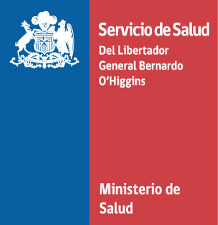 Servicio de Salud
Del Libertador
General Bernardo
O'Higgins
Ministerio de
Salud